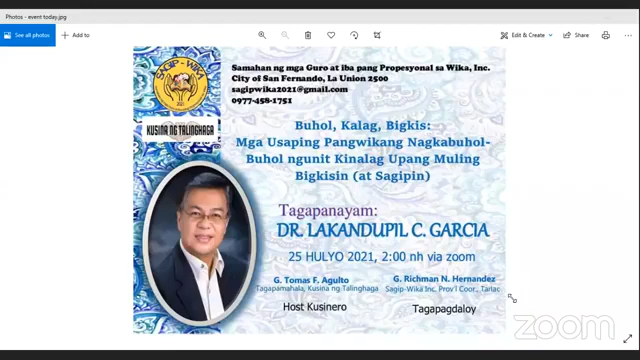 Photos - event today.jpg
See all photos
Add to
Edit & Create
Share
SAGIP - WIKA
2021
KUSINA NG TALINGHAGA
Samahan ng mga Guro at iba pang Propesyonal sa Wika, Inc.
City of San Fernando, La Union 2500
sagipwika2021@gmail.com
0977-458-1751
Buhol, Kalag, Bigkis:
Mga Usaping Pangwikang Nagkabuhol-
Buhol ngunit Kinalag Upang Muling
Bigkisin (at Sagipin)
Tagapanayam:
DR. LAKANDUPIL C. GARCIA
25 HULYO 2021, 2:00 nh via zoom
G. Tomas F. Agulto
Tagapamahala, Kusina ng Talinghaga
Host Kusinero
G. Richman N. Hernandez
Sagip-Wika Inc, Prov'l Coor., Tarlac
Tagapagdaloy
zoom